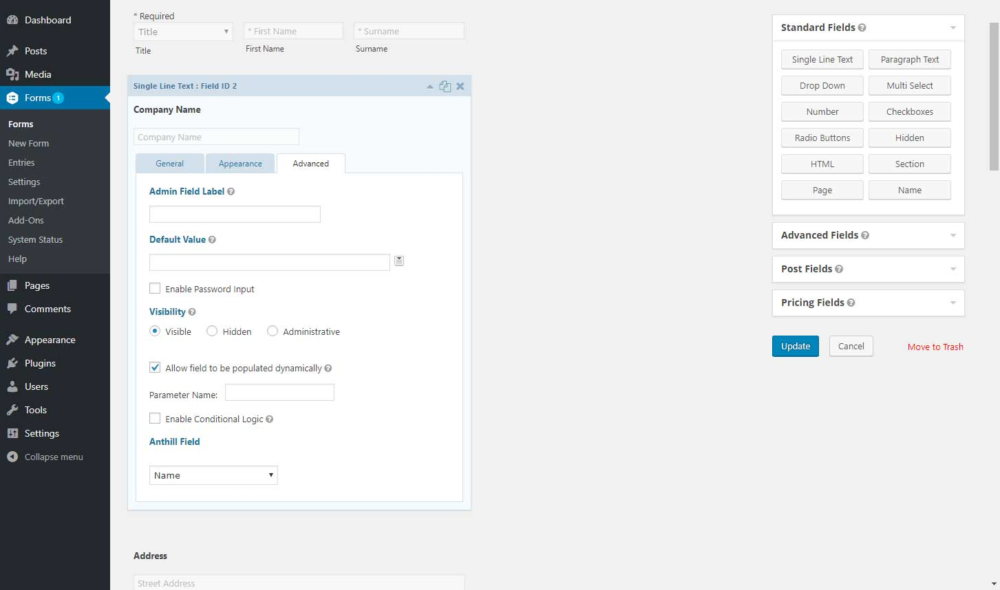 Dashboard
Posts
Media
Forms 1
Forms
New Form
Entries
Settings
Import/Export
Add-Ons
System Status
Help
Pages
Comments
Appearance
Plugins
Users
Tools
Settings
Collapse menu
* Required
Title * First Name * Surname
Title First Name Surname
Single Line Text : Field ID 2
Company Name
Company Name
General Appearance Advanced
Admin Field Label
Default Value
Enable Password Input
Visibility
Visible Hidden Administrative
Allow field to be populated dynamically
Parameter Name:
Enable Conditional Logic
Anthill Field
Name
Address
Street Address
Standard Fields
Single Line Text Paragraph Text
Drop Down Multi Select
Number Checkboxes
Radio Buttons Hidden
HTML Section
Page Name
Advanced Fields
Post Fields
Pricing Fields
Update Cancel Move to Trash